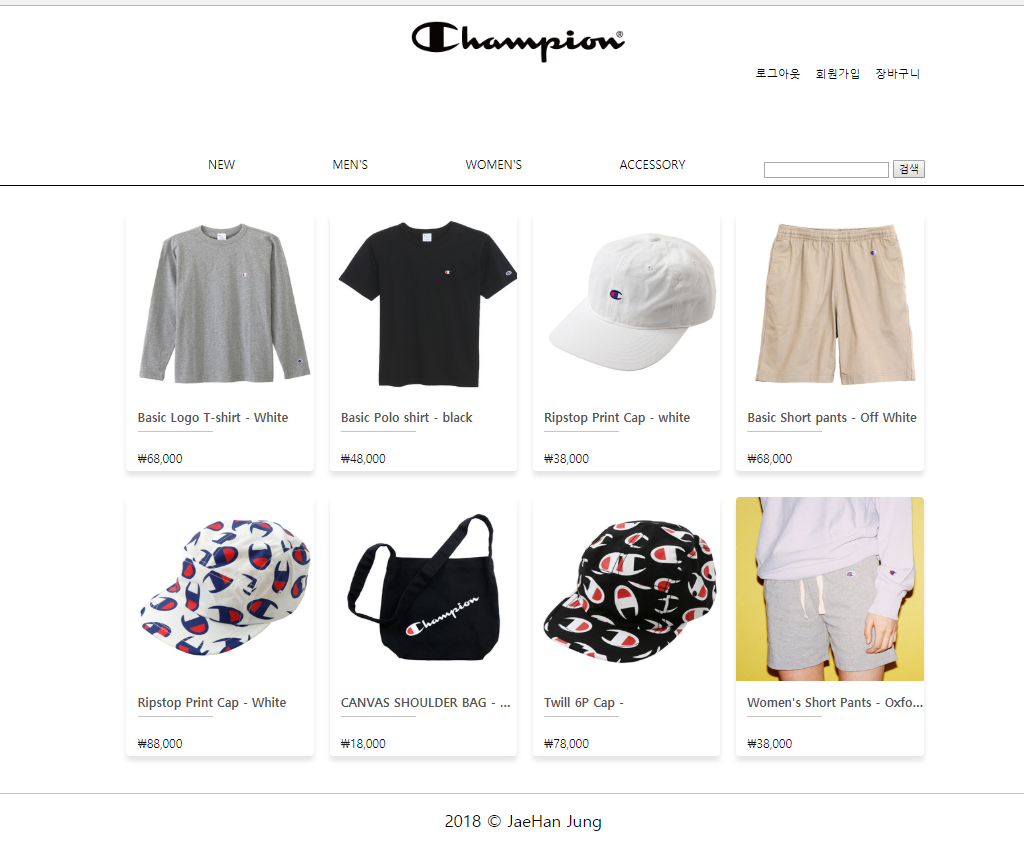 Champion®
로그아웃 회원가입 장바구니
NEW MEN'S WOMEN'S ACCESSORY 검색
Basic Logo T-shirt - White
₩68,000
Basic Polo shirt - black
₩48,000
Ripstop Print Cap - white
₩38,000
Basic Short pants - Off White
₩68,000
Champion
Ripstop Print Cap - White
₩88,000
CANVAS SHOULDER BAG - ...
₩18,000
Twill 6P Cap -
₩78,000
Women's Short Pants - Oxfo...
₩38,000
2018 © JaeHan Jung